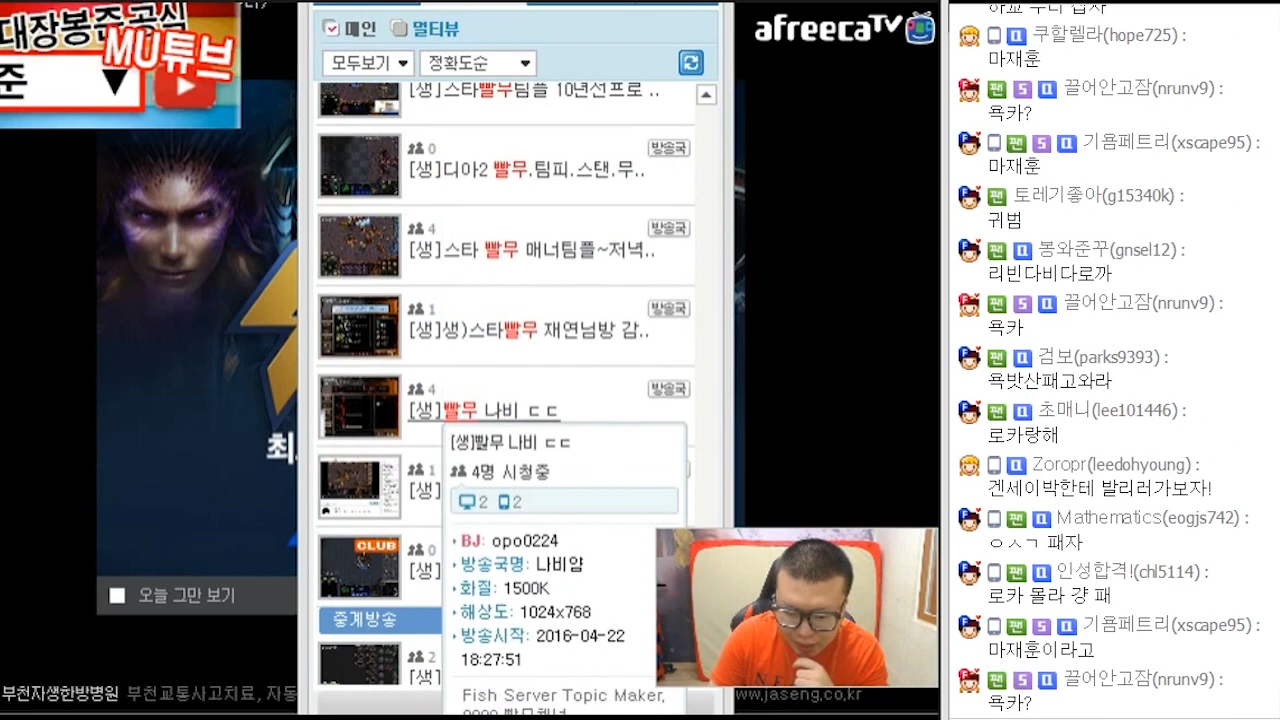 대장봉준공식
MU튜브
준 ▼
메인 멀티뷰
모두보기 ▼ 정확도순 ▼
[생]스타빨무팀플 10년선프로 ..
0 방송국
[생]디아2 빨무.팀피.스탠.무..
4 방송국
[생]스타 빨무 매너팀플~저녁..
1 방송국
[생]생)스타빨무 재연넘방 감..
4 방송국
[생]빨무 나비 ㄷㄷ
[생]빨무 나비 ㄷㄷ
4명 시청중
2 2
BJ: opo0224
방송국명: 나비얌
화질: 1500K
해상도: 1024x768
방송시작: 2016-04-22
18:27:51
Fish Server Topic Maker,
1
[생]
CLUB
0
[생]
중계방송
2
[생]
최
오늘 그만 보기
부천자생한방병원 부천교통사고치료, 자동
www.jaseng.co.kr
afreecaTV
쿠할렐라(hope725) :
마재훈
끌어안고잠(nrunv9) :
욕카?
기욤페트리(xscape95) :
마재훈
토레기좋아(g15340k) :
귀범
봉와준꾸(gnsel12) :
리빈다비다로까
끌어안고잠(nrunv9) :
욕카
검보(parks9393) :
욕밧산패고와라
초매니(lee101446) :
로카랑해
Zoropr(leedohyoung) :
겐세이박한테 발리러가보자!
Mathematics(eogjs742) :
ㅇㅅㄱ 패자
인성합격!(chl5114) :
로카 몰라 걍 패
기욤페트리(xscape95) :
마재훈이라고
끌어안고잠(nrunv9) :
욕카?